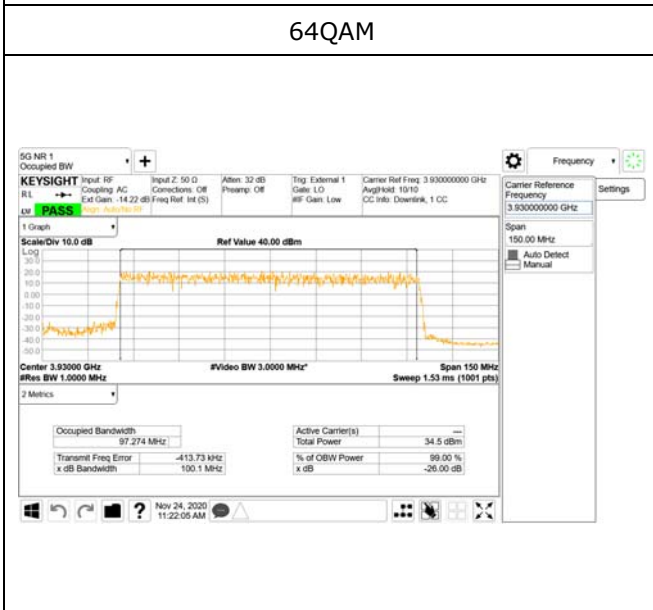 64QAM
5G NR 1
Occupied BW
Frequency
KEYSIGHT Input: RF Input Z: 50 Ω Atten: 32 dB Trig: External 1 Carrier Ref Freq: 3.930000000 GHz
RL Coupling: AC Corrections: Off Preamp: Off Gate: LO Avg|Hold: 10/10
Ext Gain: -14.22 dB Freq Ref: Int (S) #IF Gain: Low CC Info: Downlink, 1 CC
PASS Align: Auto/No RF
Carrier Reference
Frequency
3.930000000 GHz
Settings
Span
150.00 MHz
Auto Detect
Manual
1 Graph
Scale/Div 10.0 dB Ref Value 40.00 dBm
Log
30.0
20.0
10.0
0.00
-10.0
-20.0
-30.0
-40.0
-50.0
Center 3.93000 GHz #Video BW 3.0000 MHz* Span 150 MHz
#Res BW 1.0000 MHz Sweep 1.53 ms (1001 pts)
2 Metrics
Occupied Bandwidth Active Carrier(s) ---
97.274 MHz Total Power 34.5 dBm
Transmit Freq Error -413.73 kHz % of OBW Power 99.00 %
x dB Bandwidth 100.1 MHz x dB -26.00 dB
? Nov 24, 2020
11:22:05 AM